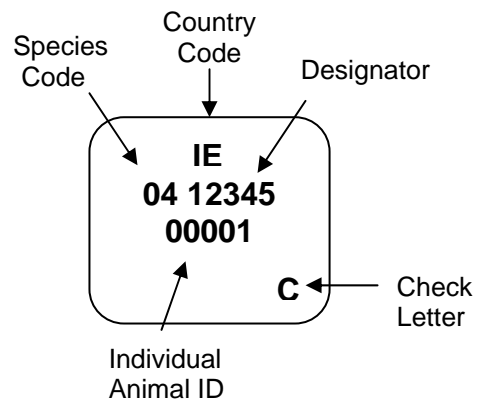 Country
Code
Species
Code
Designator
IE
04 12345
00001
C
Check
Letter
Individual
Animal ID